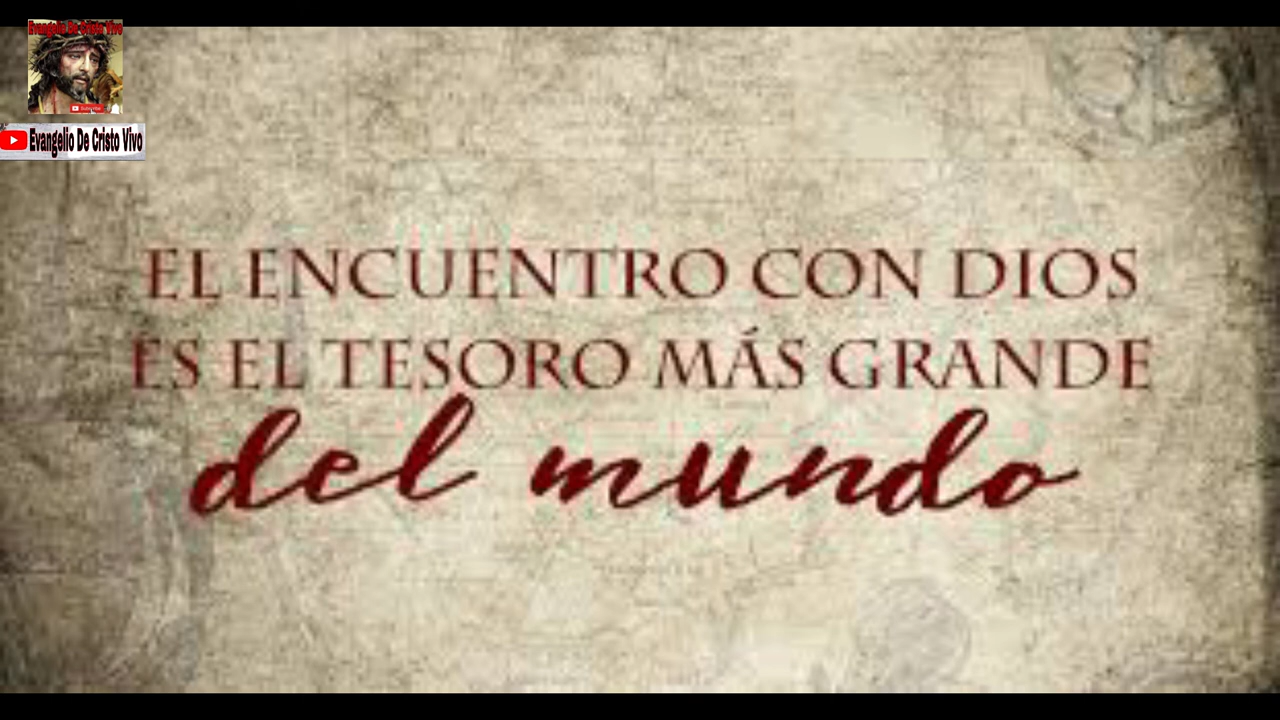 Evangelio De Cristo Vivo
Subscribe
Evangelio De Cristo Vivo
EL ENCUENTRO CON DIOS
ES EL TESORO MÁS GRANDE
del mundo